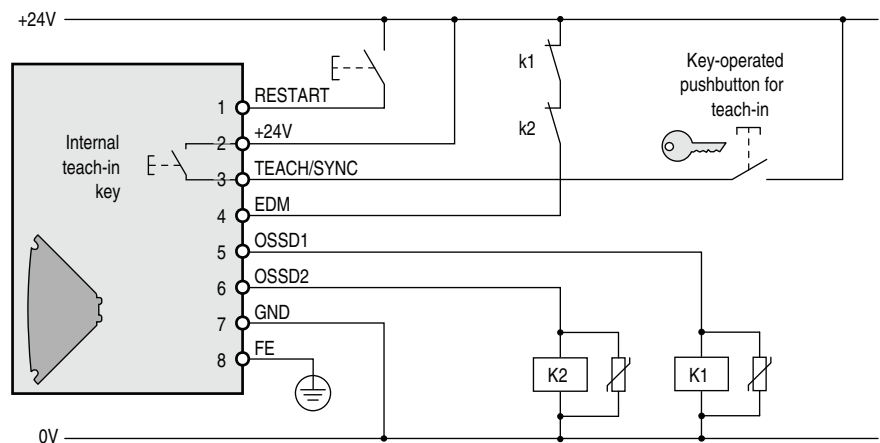 +24V
k1
Key-operated
pushbutton for
teach-in
1 RESTART
k2
2 +24V
Internal
teach-in
key
3 TEACH/SYNC
4 EDM
5 OSSD1
6 OSSD2
7 GND
8 FE
K2
K1
0V